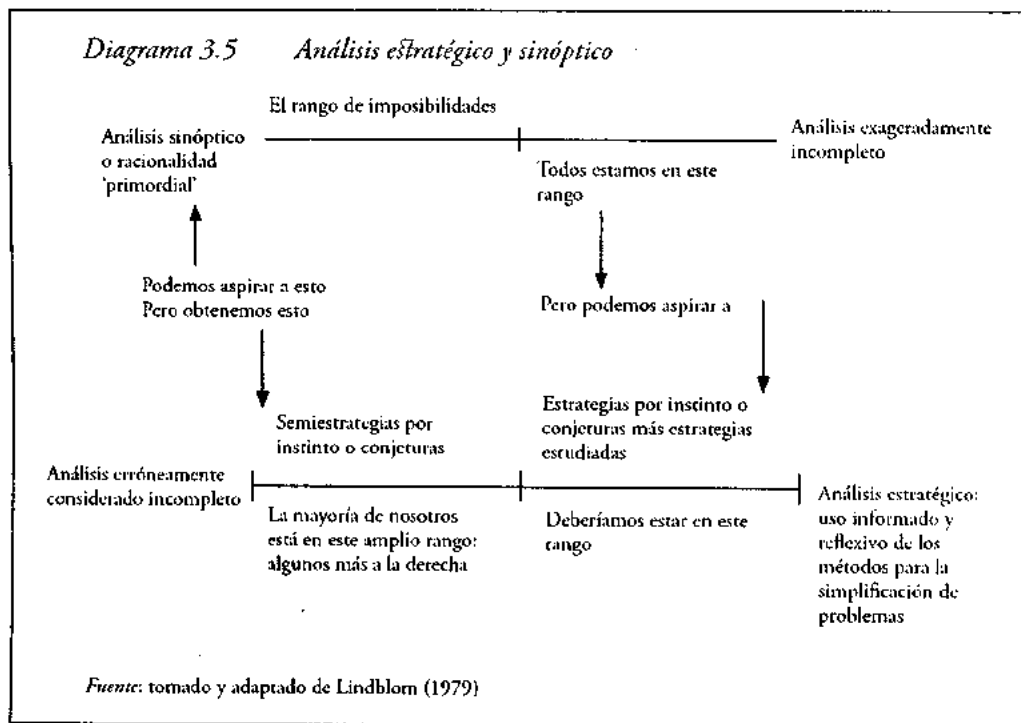 Diagrama 3.5 Análisis estratégico y sinóptico
El rango de imposibilidades
Análisis sinóptico
o racionalidad
'primordial'
Análisis exageradamente
incompleto
Todos estamos en este
rango
Podemos aspirar a esto
Pero obtenemos esto
Pero podemos aspirar a
Semiestrategias por
instinto o conjeturas
Estrategias por instinto o
conjeturas más estrategias
estudiadas
Análisis erróneamente
considerado incompleto
La mayoría de nosotros
está en este amplio rango:
algunos más a la derecha
Deberíamos estar en este
rango
Análisis estratégico:
uso informado y
reflexivo de los
métodos para la
simplificación de
problemas
Fuente: tomado y adaptado de Lindblom (1979)